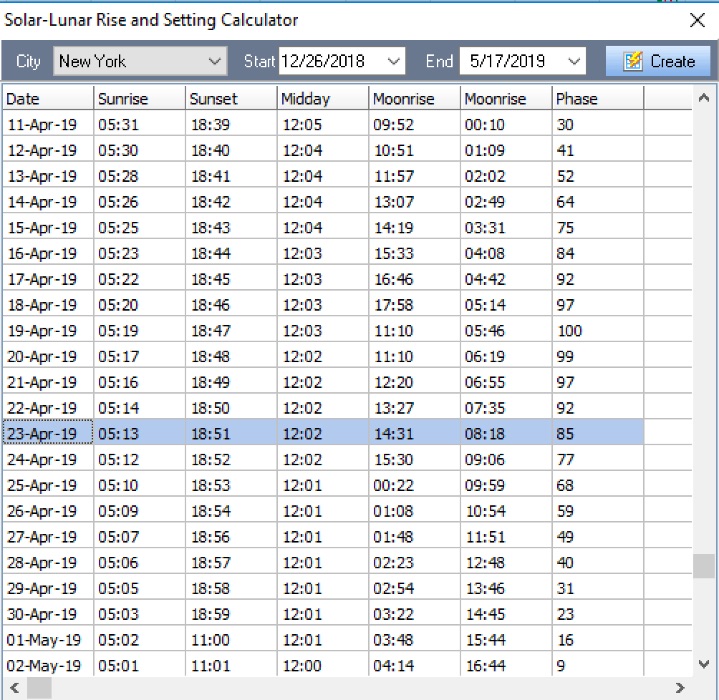 Solar-Lunar Rise and Setting Calculator
City New York Start 12/26/2018 End 5/17/2019 Create
Date Sunrise Sunset Midday Moonrise Moonrise Phase
11-Apr-19 05:31 18:39 12:05 09:52 00:10 30
12-Apr-19 05:30 18:40 12:04 10:51 01:09 41
13-Apr-19 05:28 18:41 12:04 11:57 02:02 52
14-Apr-19 05:26 18:42 12:04 13:07 02:49 64
15-Apr-19 05:25 18:43 12:04 14:19 03:31 75
16-Apr-19 05:23 18:44 12:03 15:33 04:08 84
17-Apr-19 05:22 18:45 12:03 16:46 04:42 92
18-Apr-19 05:20 18:46 12:03 17:58 05:14 97
19-Apr-19 05:19 18:47 12:03 11:10 05:46 100
20-Apr-19 05:17 18:48 12:02 11:10 06:19 99
21-Apr-19 05:16 18:49 12:02 12:20 06:55 97
22-Apr-19 05:14 18:50 12:02 13:27 07:35 92
23-Apr-19 05:13 18:51 12:02 14:31 08:18 85
24-Apr-19 05:12 18:52 12:02 15:30 09:06 77
25-Apr-19 05:10 18:53 12:01 00:22 09:59 68
26-Apr-19 05:09 18:54 12:01 01:08 10:54 59
27-Apr-19 05:07 18:56 12:01 01:48 11:51 49
28-Apr-19 05:06 18:57 12:01 02:23 12:48 40
29-Apr-19 05:05 18:58 12:01 02:54 13:46 31
30-Apr-19 05:03 18:59 12:01 03:22 14:45 23
01-May-19 05:02 11:00 12:01 03:48 15:44 16
02-May-19 05:01 11:01 12:00 04:14 16:44 9